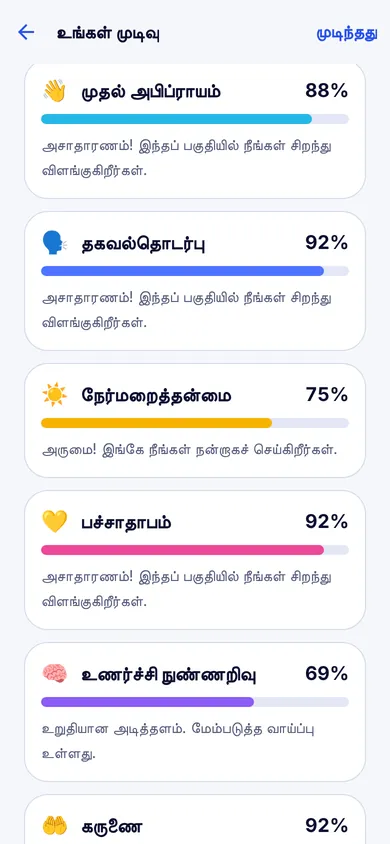 உங்கள் முடிவு
முடிந்தது
முதல் அபிப்ராயம்
88%
அசாதாரணம்! இந்தப் பகுதியில் நீங்கள் சிறந்து
விளங்குகிறீர்கள்.
தகவல்தொடர்பு
92%
அசாதாரணம்! இந்தப் பகுதியில் நீங்கள் சிறந்து
விளங்குகிறீர்கள்.
நேர்மறைத்தன்மை
75%
அருமை! இங்கே நீங்கள் நன்றாகச் செய்கிறீர்கள்.
பச்சாதாபம்
92%
அசாதாரணம்! இந்தப் பகுதியில் நீங்கள் சிறந்து
விளங்குகிறீர்கள்.
உணர்ச்சி நுண்ணறிவு
69%
உறுதியான அடித்தளம். மேம்படுத்த வாய்ப்பு
உள்ளது.
கருணை
92%